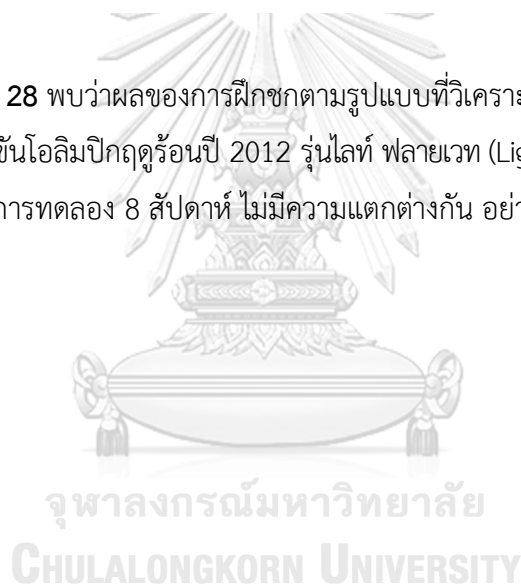 28 พบว่าผลของการฝึกชกตามรูปแบบที่วิเคราะ
ขันโอลิมปิกฤดูร้อนปี 2012 รุ่นไลท์ ฟลายเวท (Lig
การทดลอง 8 สัปดาห์ ไม่มีความแตกต่างกัน อย่า
จุฬาลงกรณ์มหาวิทยาลัย
CHULALONGKORN UNIVERSITY